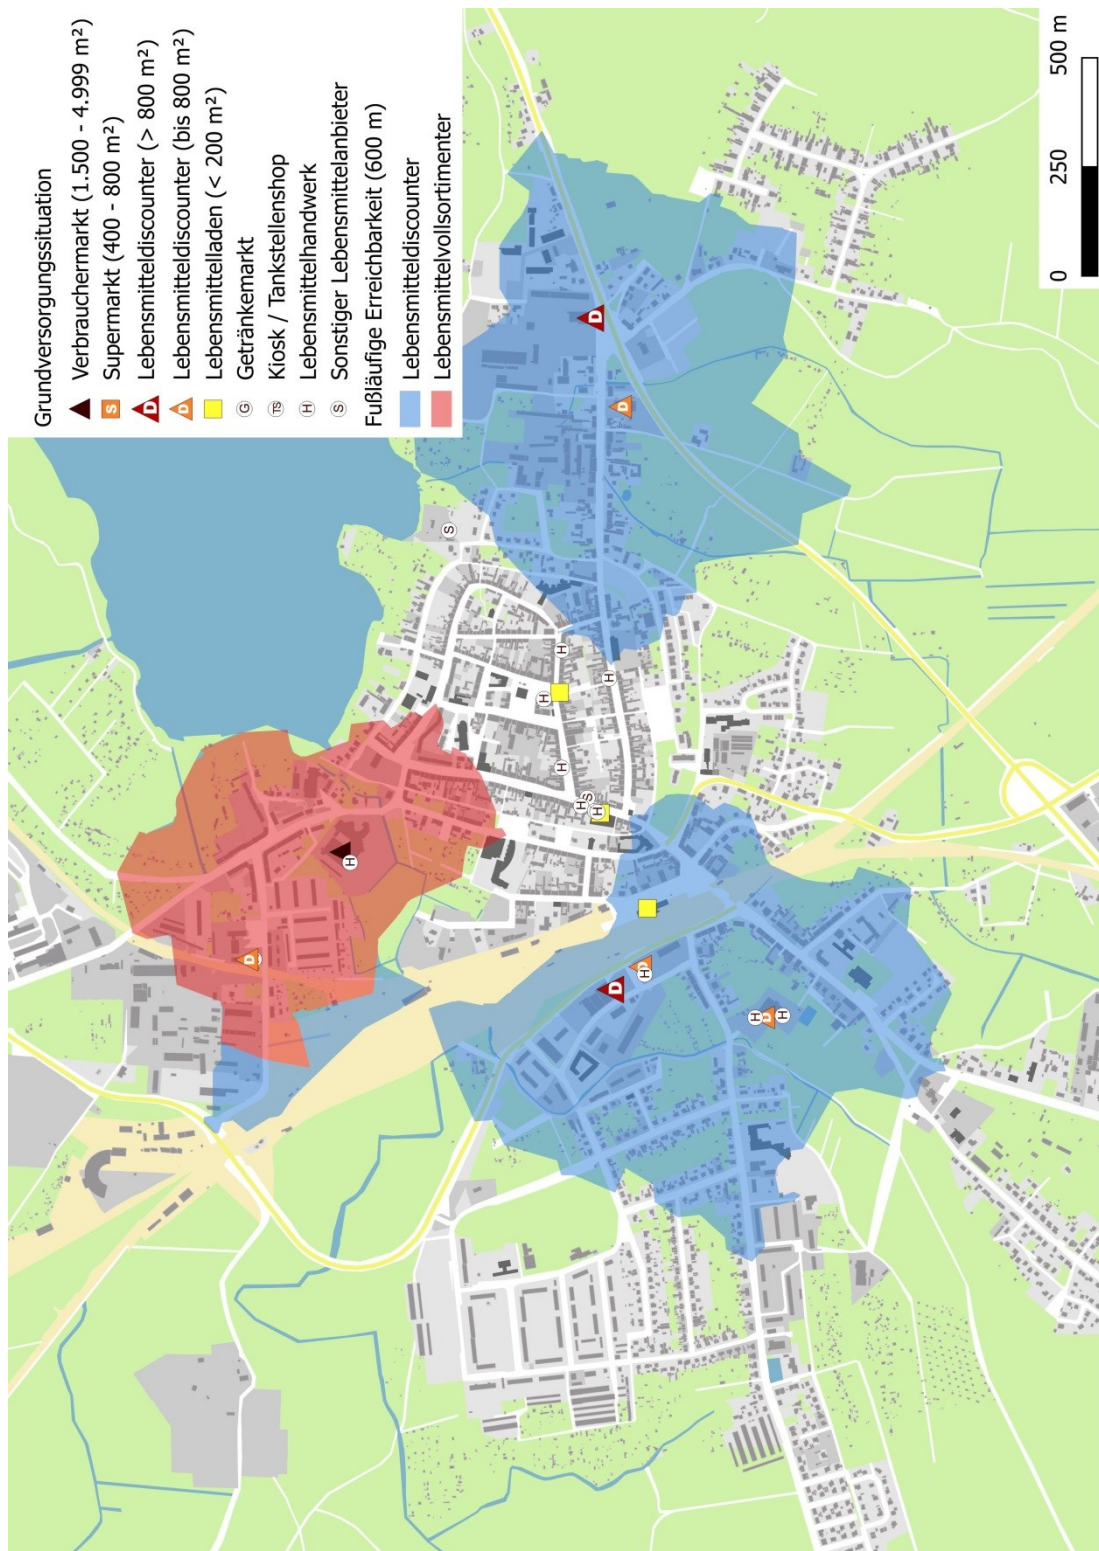 Grundversorgungssituation
Verbrauchermarkt (1.500 - 4.999 m²)
S Supermarkt (400 - 800 m²)
D Lebensmitteldiscounter (> 800 m²)
D Lebensmitteldiscounter (bis 800 m²)
Lebensmittelladen (< 200 m²)
G Getränkemarkt
TS Kiosk / Tankstellenshop
H Lebensmittelhandwerk
S Sonstiger Lebensmittelanbieter
Fußläufige Erreichbarkeit (600 m)
Lebensmitteldiscounter
Lebensmittelvollsortimenter
D
H
D
D
H
H
D
H
H
S
H
H
H
H
H
S
D
D
0 250 500 m